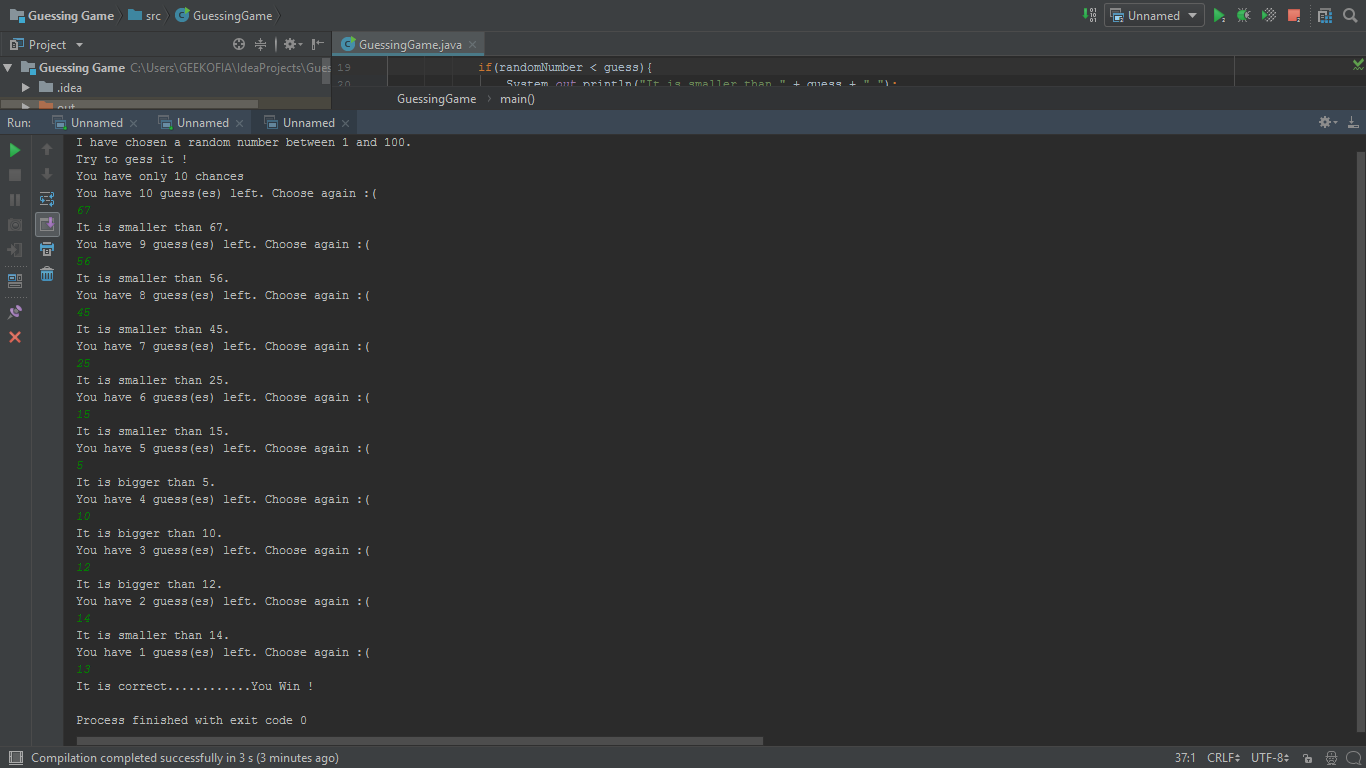 Guessing Game src GuessingGame Unnamed
Project GuessingGame.java
Guessing Game C:\Users\GEEKOFIA\IdeaProjects\Gues
19 if(randomNumber < guess){
.idea
20 System.out.println("It is smaller than " + guess + ".");
out
GuessingGame main()
Run: Unnamed Unnamed Unnamed
I have chosen a random number between 1 and 100.
Try to gess it !
You have only 10 chances
You have 10 guess(es) left. Choose again :(
67
It is smaller than 67.
You have 9 guess(es) left. Choose again :(
56
It is smaller than 56.
You have 8 guess(es) left. Choose again :(
45
It is smaller than 45.
You have 7 guess(es) left. Choose again :(
25
It is smaller than 25.
You have 6 guess(es) left. Choose again :(
15
It is smaller than 15.
You have 5 guess(es) left. Choose again :(
5
It is bigger than 5.
You have 4 guess(es) left. Choose again :(
10
It is bigger than 10.
You have 3 guess(es) left. Choose again :(
12
It is bigger than 12.
You have 2 guess(es) left. Choose again :(
14
It is smaller than 14.
You have 1 guess(es) left. Choose again :(
13
It is correct............You Win !
Process finished with exit code 0
Compilation completed successfully in 3 s (3 minutes ago) 37:1 CRLF UTF-8